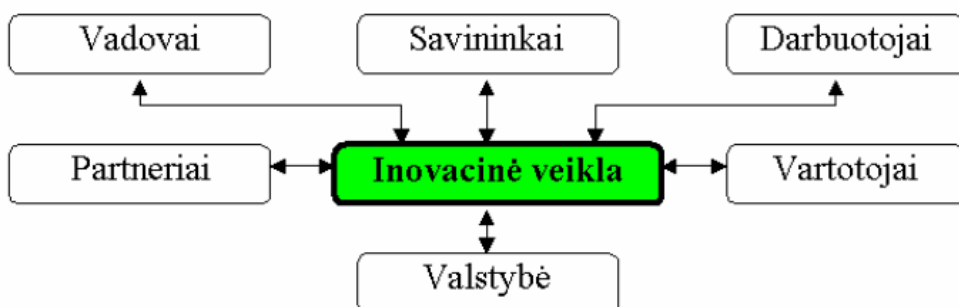 Vadovai
Savininkai
Darbuotojai
Partneriai
Inovacinė veikla
Vartotojai
Valstybė